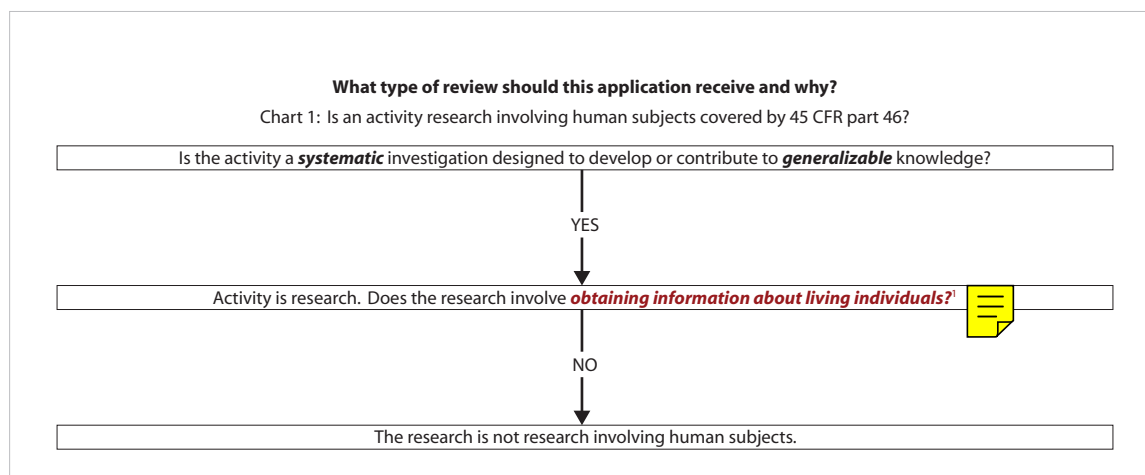 What type of review should this application receive and why?
Chart 1: Is an activity research involving human subjects covered by 45 CFR part 46?
Is the activity a systematic investigation designed to develop or contribute to generalizable knowledge?
YES
Activity is research. Does the research involve obtaining information about living individuals?1
NO
The research is not research involving human subjects.